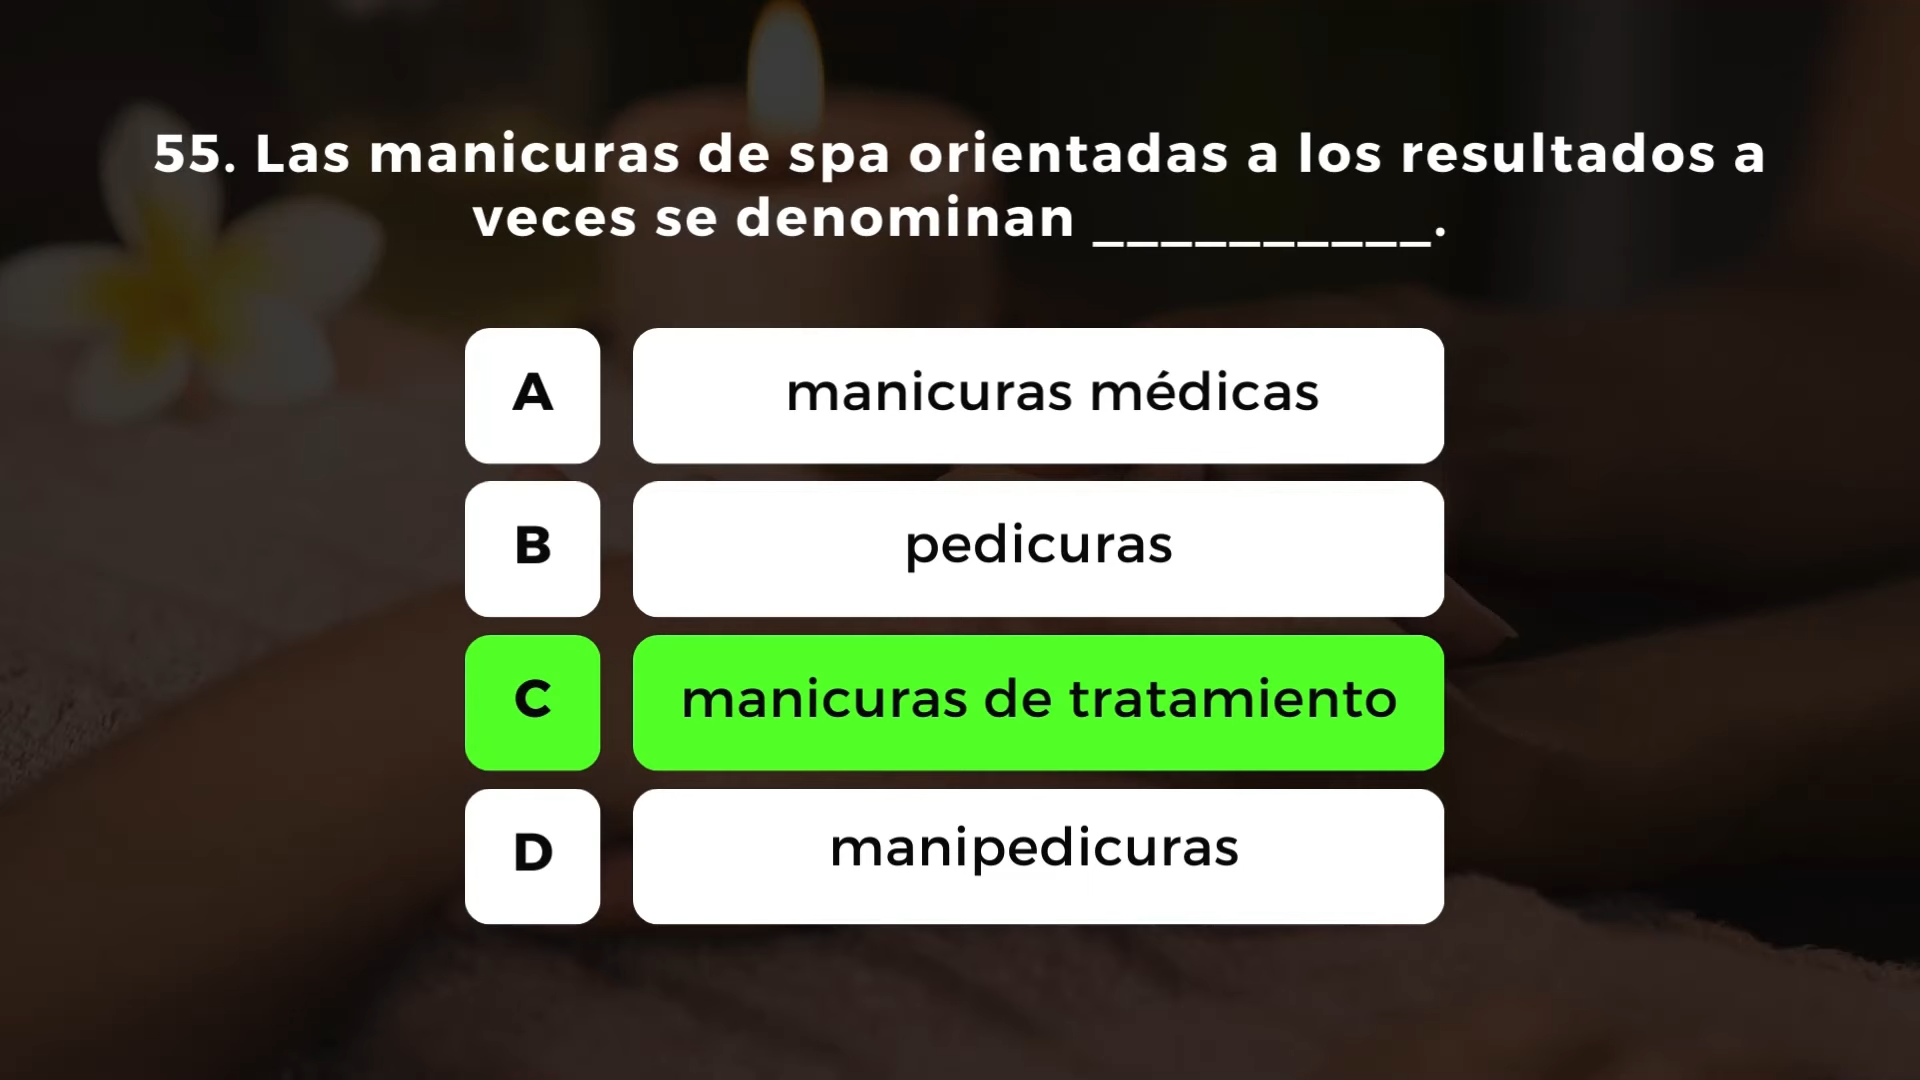 55. Las manicuras de spa orientadas a los resultados a
veces se denominan __________.
A manicuras médicas
B pedicuras
C manicuras de tratamiento
D manipedicuras